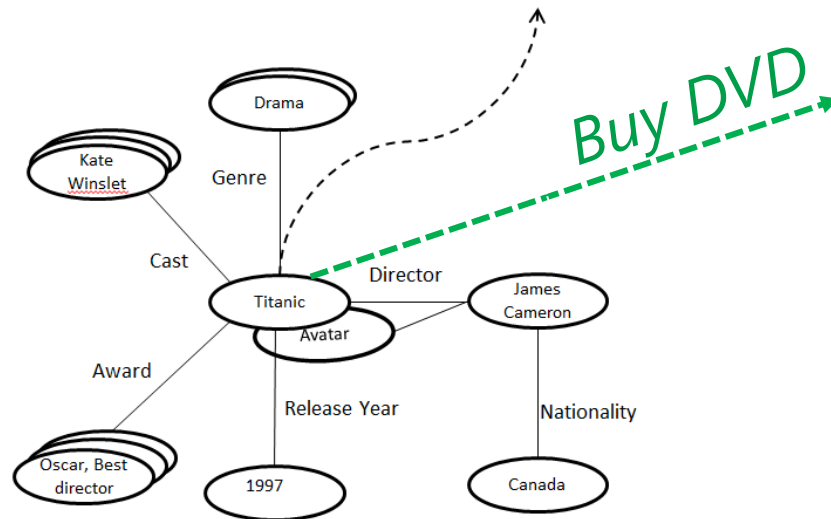 Buy DVD
Drama
Kate
Winslet
Genre
Cast
Director
Titanic
James
Cameron
Avatar
Award
Release Year
Nationality
Oscar, Best
director
1997
Canada